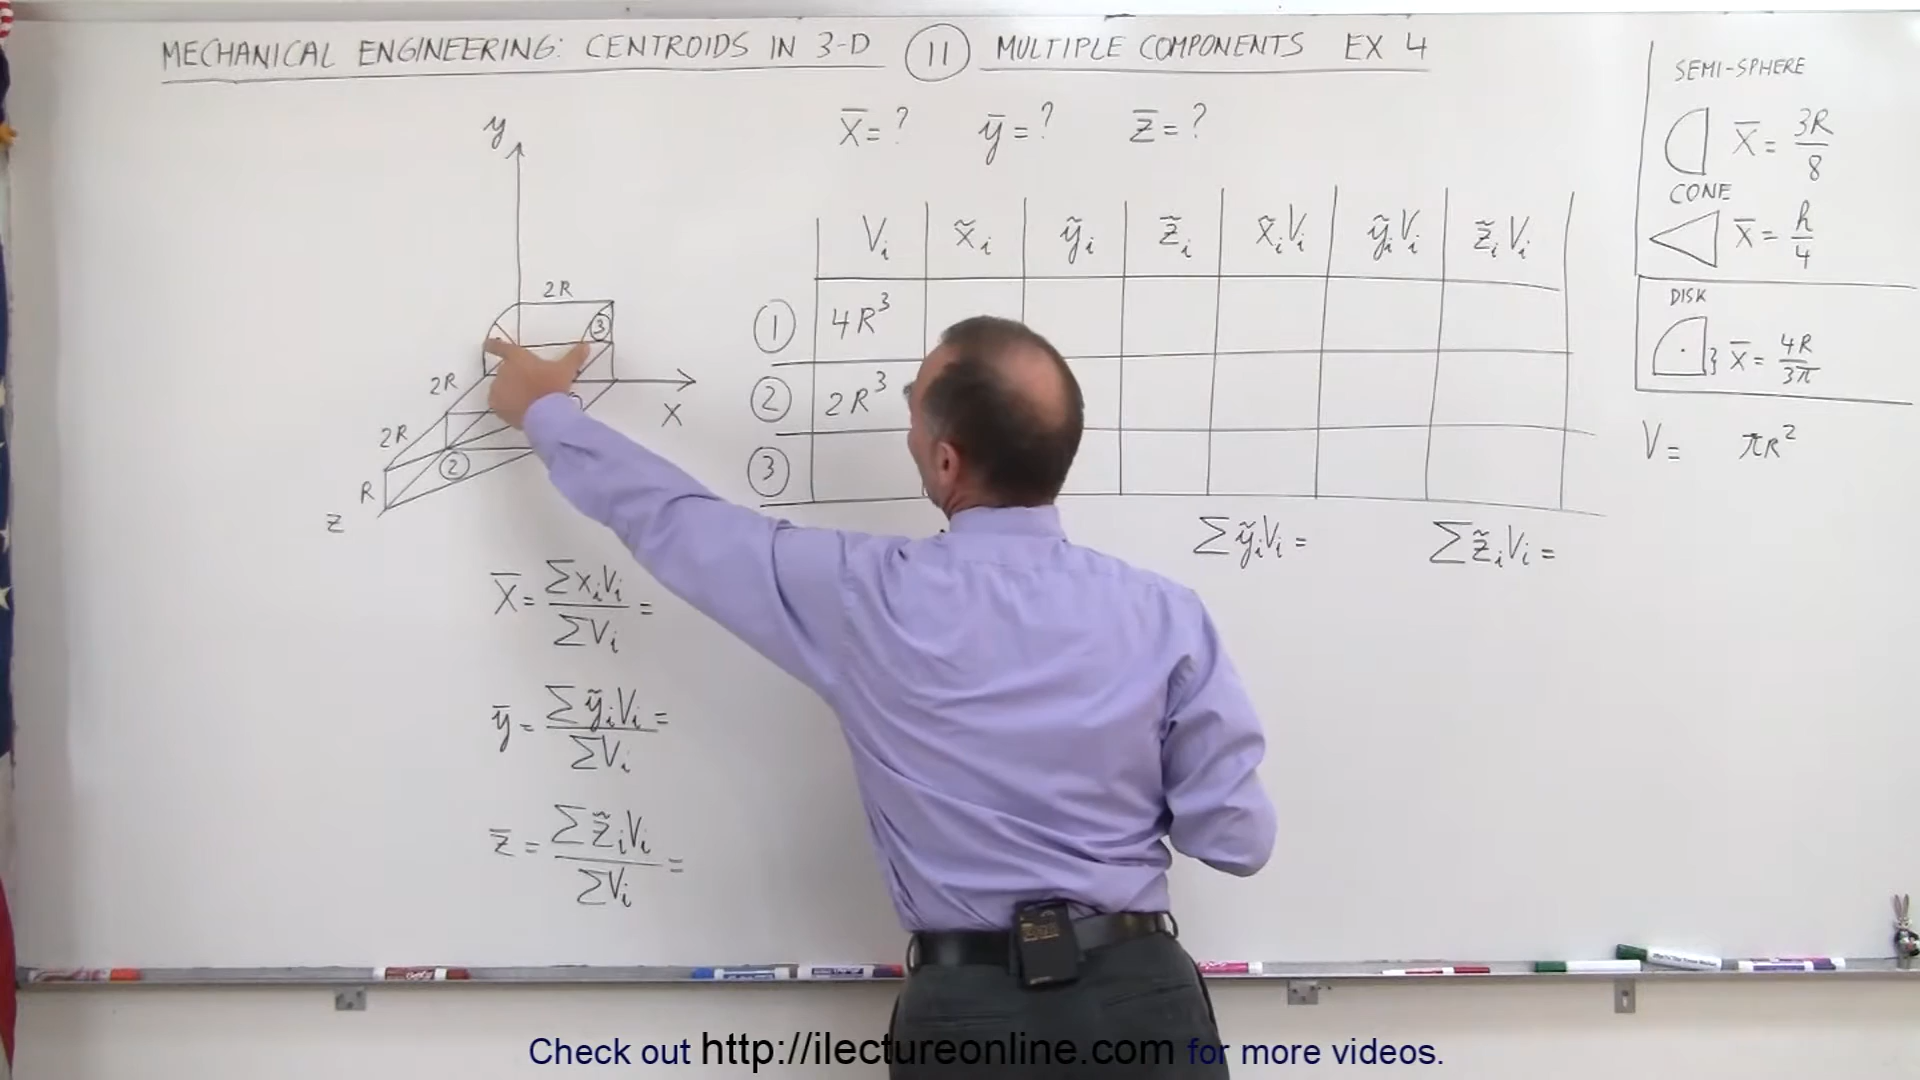 MECHANICAL ENGINEERING: CENTROIDS IN 3-D 11 MULTIPLE COMPONENTS EX 4
X̅ = ? y̅ = ? z̅ = ?
y
2R
3
2R
X
2R
2
R
z
Vᵢ x̃ᵢ ỹᵢ z̃ᵢ x̃ᵢVᵢ ỹᵢVᵢ z̃ᵢVᵢ
1 4R³
2 2R³
3
ΣỹᵢVᵢ = Σz̃ᵢVᵢ =
X̅ = ΣxᵢVᵢ / ΣVᵢ =
y̅ = ΣỹᵢVᵢ / ΣVᵢ =
z̅ = Σz̃ᵢVᵢ / ΣVᵢ =
SEMI-SPHERE
X̅ = 3R/8
CONE
X̅ = h/4
DISK
X̅ = 4R/3π
V = πR²
Check out http://ilectureonline.com for more videos.